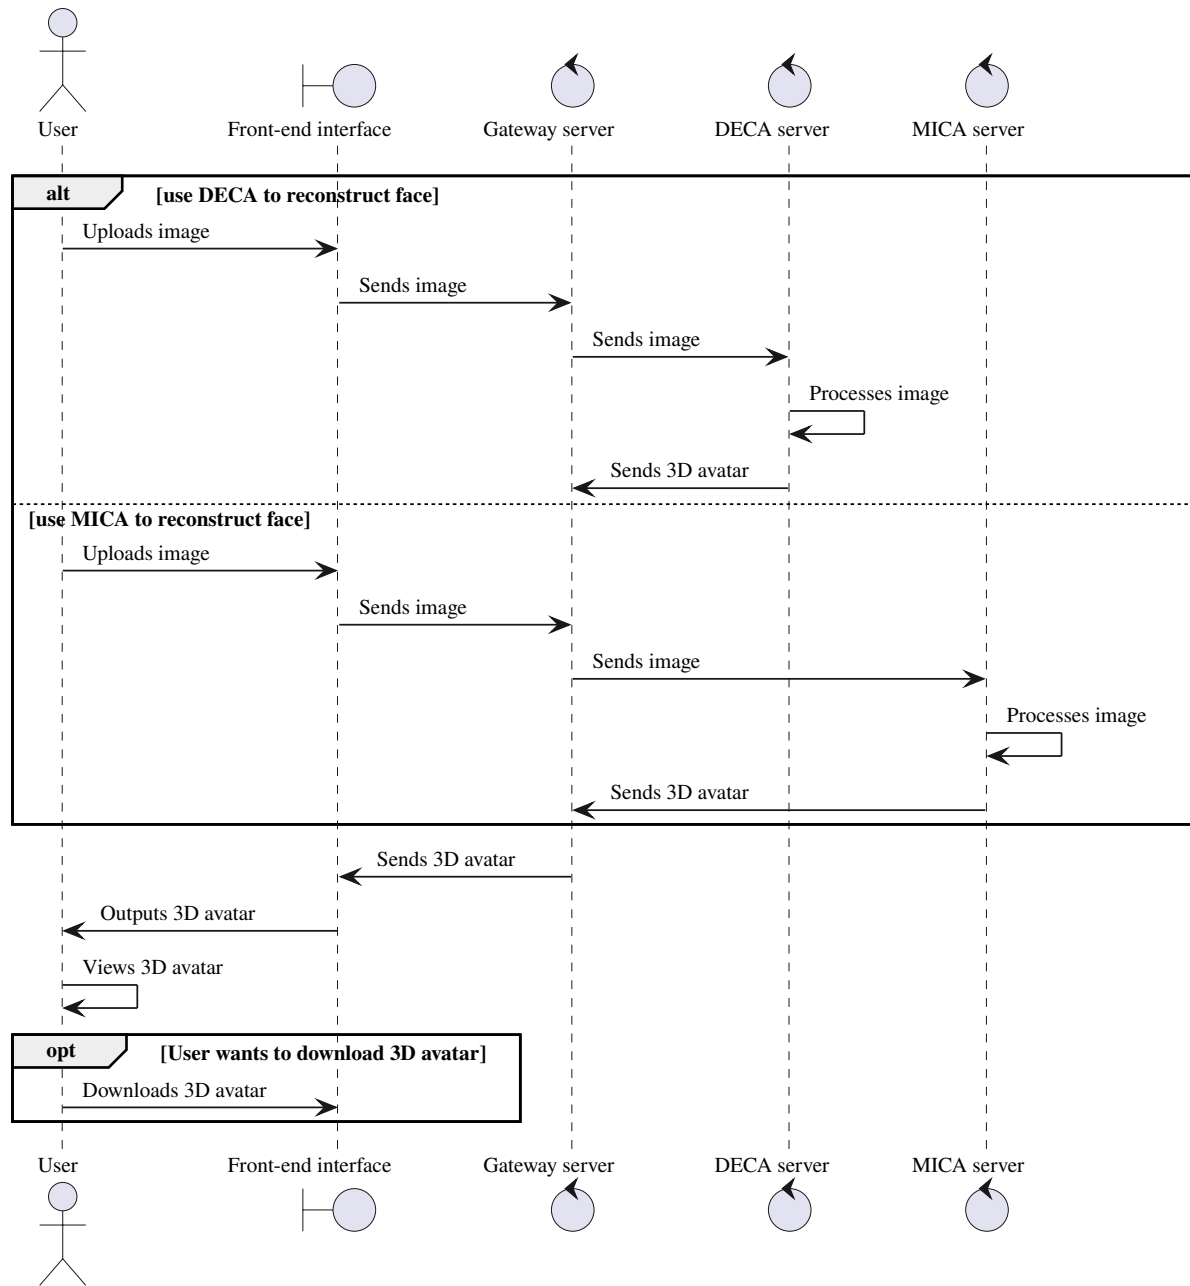 User Front-end interface Gateway server DECA server MICA server
alt [use DECA to reconstruct face]
Uploads image
Sends image
Sends image
Processes image
Sends 3D avatar
[use MICA to reconstruct face]
Uploads image
Sends image
Sends image
Processes image
Sends 3D avatar
Sends 3D avatar
Outputs 3D avatar
Views 3D avatar
opt [User wants to download 3D avatar]
Downloads 3D avatar
User Front-end interface Gateway server DECA server MICA server